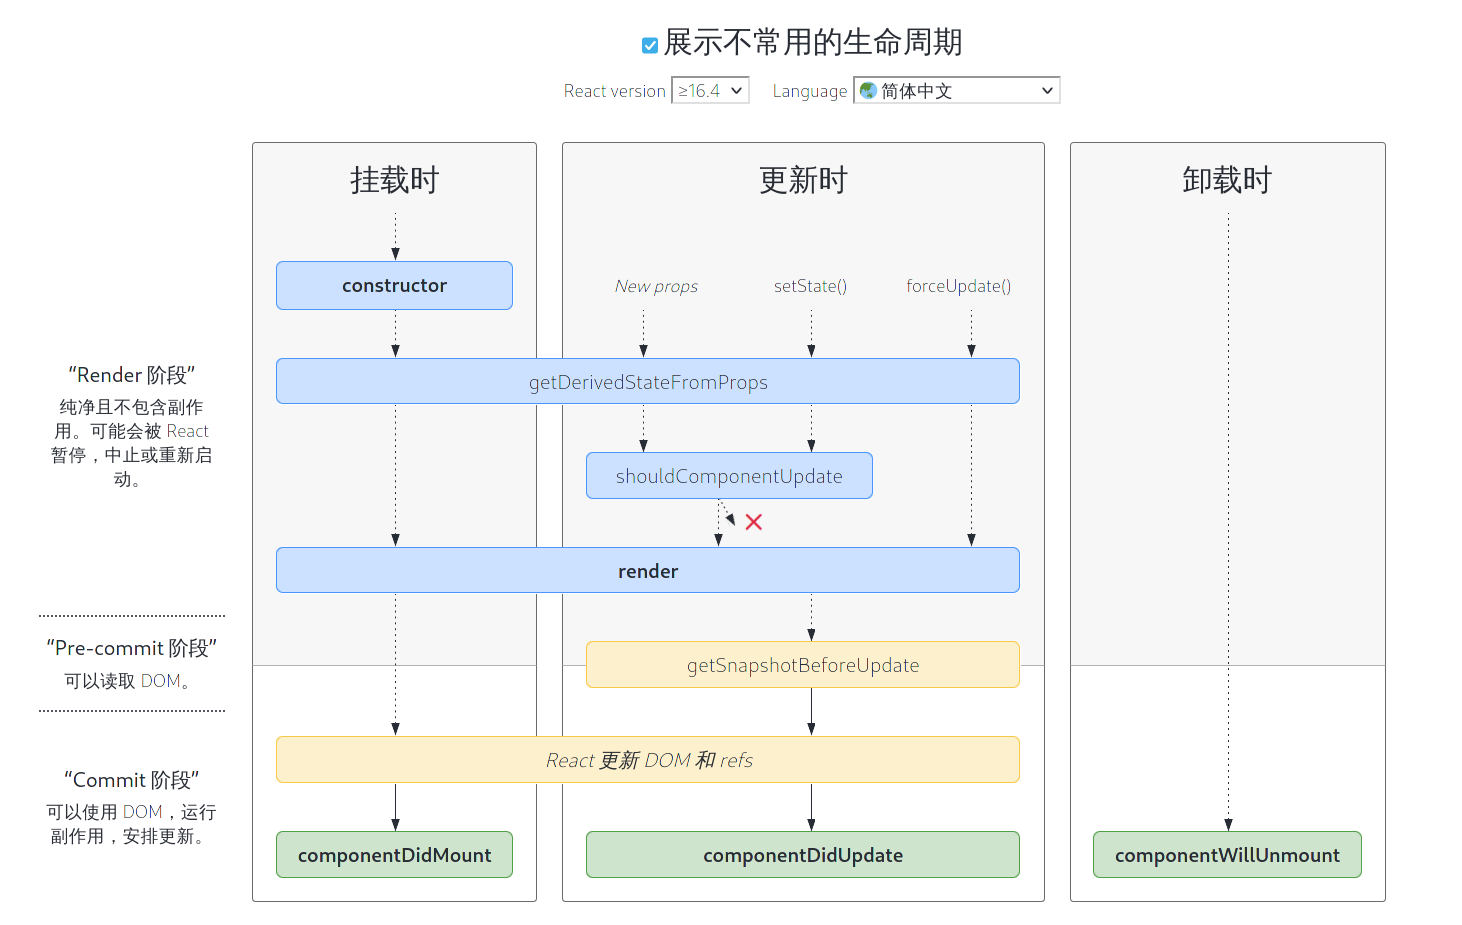 展示不常用的生命周期
React version ≥16.4 Language 简体中文
挂载时
更新时
卸载时
constructor
New props
setState()
forceUpdate()
getDerivedStateFromProps
shouldComponentUpdate
render
getSnapshotBeforeUpdate
React 更新 DOM 和 refs
componentDidMount
componentDidUpdate
componentWillUnmount
“Render 阶段”
纯净且不包含副作
用。可能会被 React
暂停，中止或重新启
动。
“Pre-commit 阶段”
可以读取 DOM。
“Commit 阶段”
可以使用 DOM，运行
副作用，安排更新。